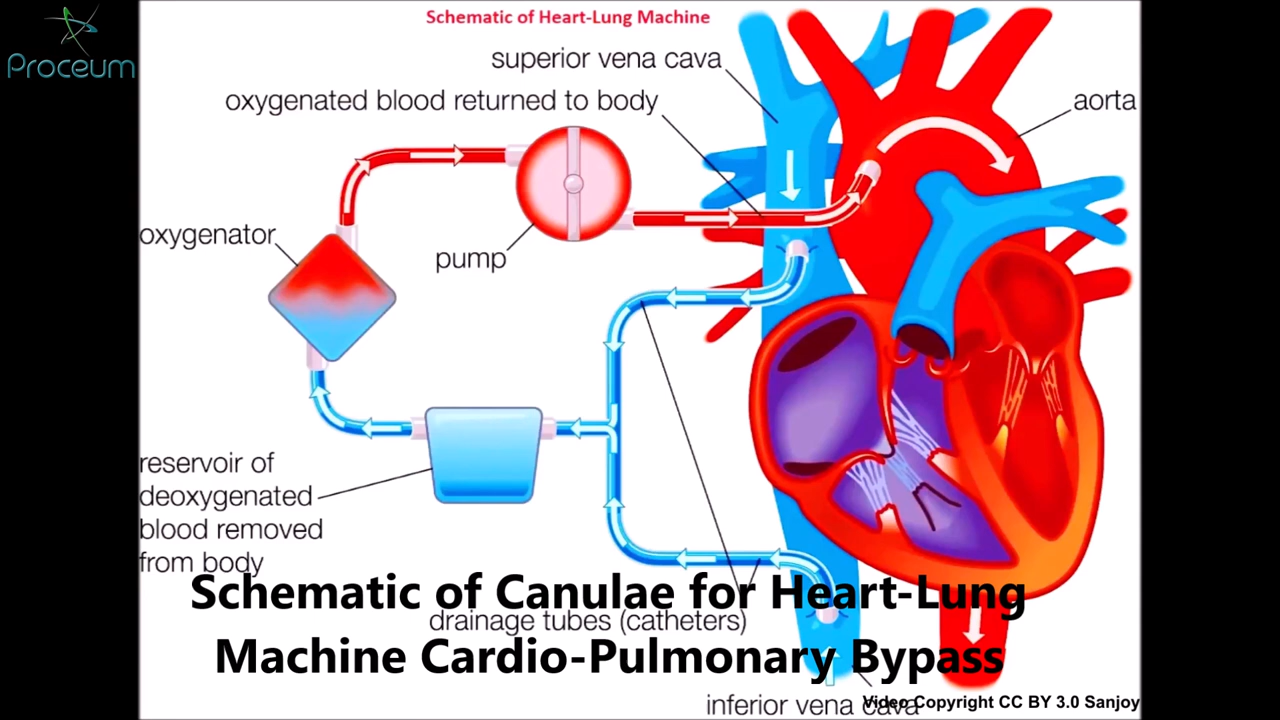 Schematic of Heart-Lung Machine
Proceum
superior vena cava
oxygenated blood returned to body
aorta
oxygenator
pump
reservoir of
deoxygenated
blood removed
from body
Schematic of Canulae for Heart-Lung
drainage tubes (catheters)
Machine Cardio-Pulmonary Bypass
inferior vena cava
Video Copyright CC BY 3.0 Sanjoy